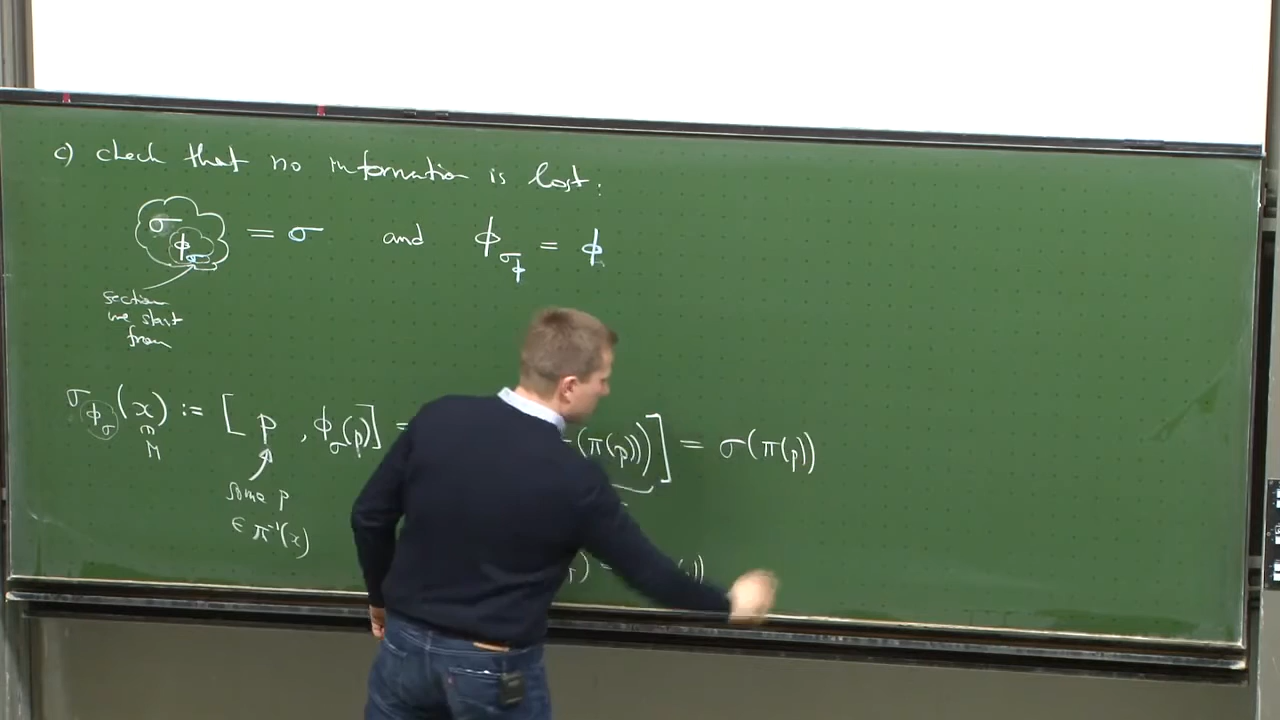 c) check that no information is lost:
σ_{ϕ_σ} = σ and ϕ_{σ_ϕ} = ϕ
section
we start
from
σ_{ϕ_σ}(x) := [p, ϕ_σ(p)] = (π(p))] = σ(π(p))
M
some p
∈ π⁻¹(x)